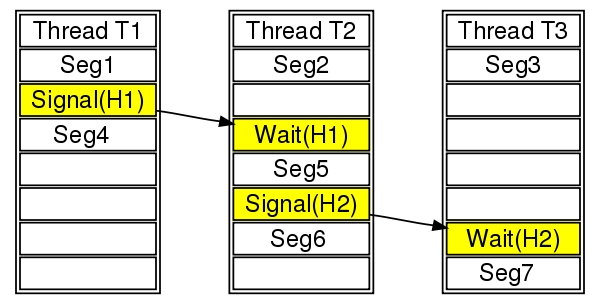 Thread T1
Seg1
Signal(H1)
Seg4
Thread T2
Seg2
Wait(H1)
Seg5
Signal(H2)
Seg6
Thread T3
Seg3
Wait(H2)
Seg7